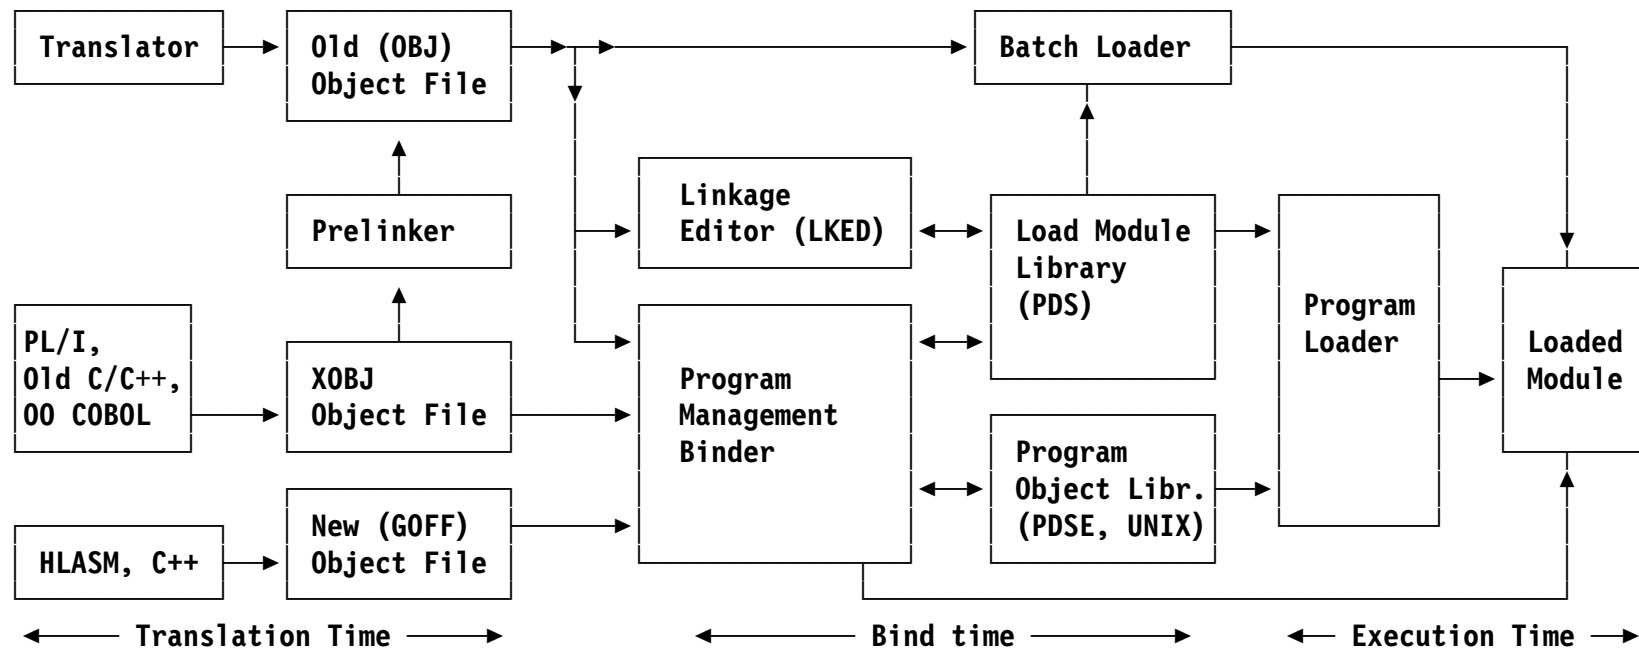 Translator
Old (OBJ)
Object File
Batch Loader
Prelinker
Linkage
Editor (LKED)
Load Module
Library
(PDS)
Program
Loader
Loaded
Module
PL/I,
Old C/C++,
OO COBOL
XOBJ
Object File
Program
Management
Binder
Program
Object Libr.
(PDSE, UNIX)
HLASM, C++
New (GOFF)
Object File
Translation Time
Bind time
Execution Time